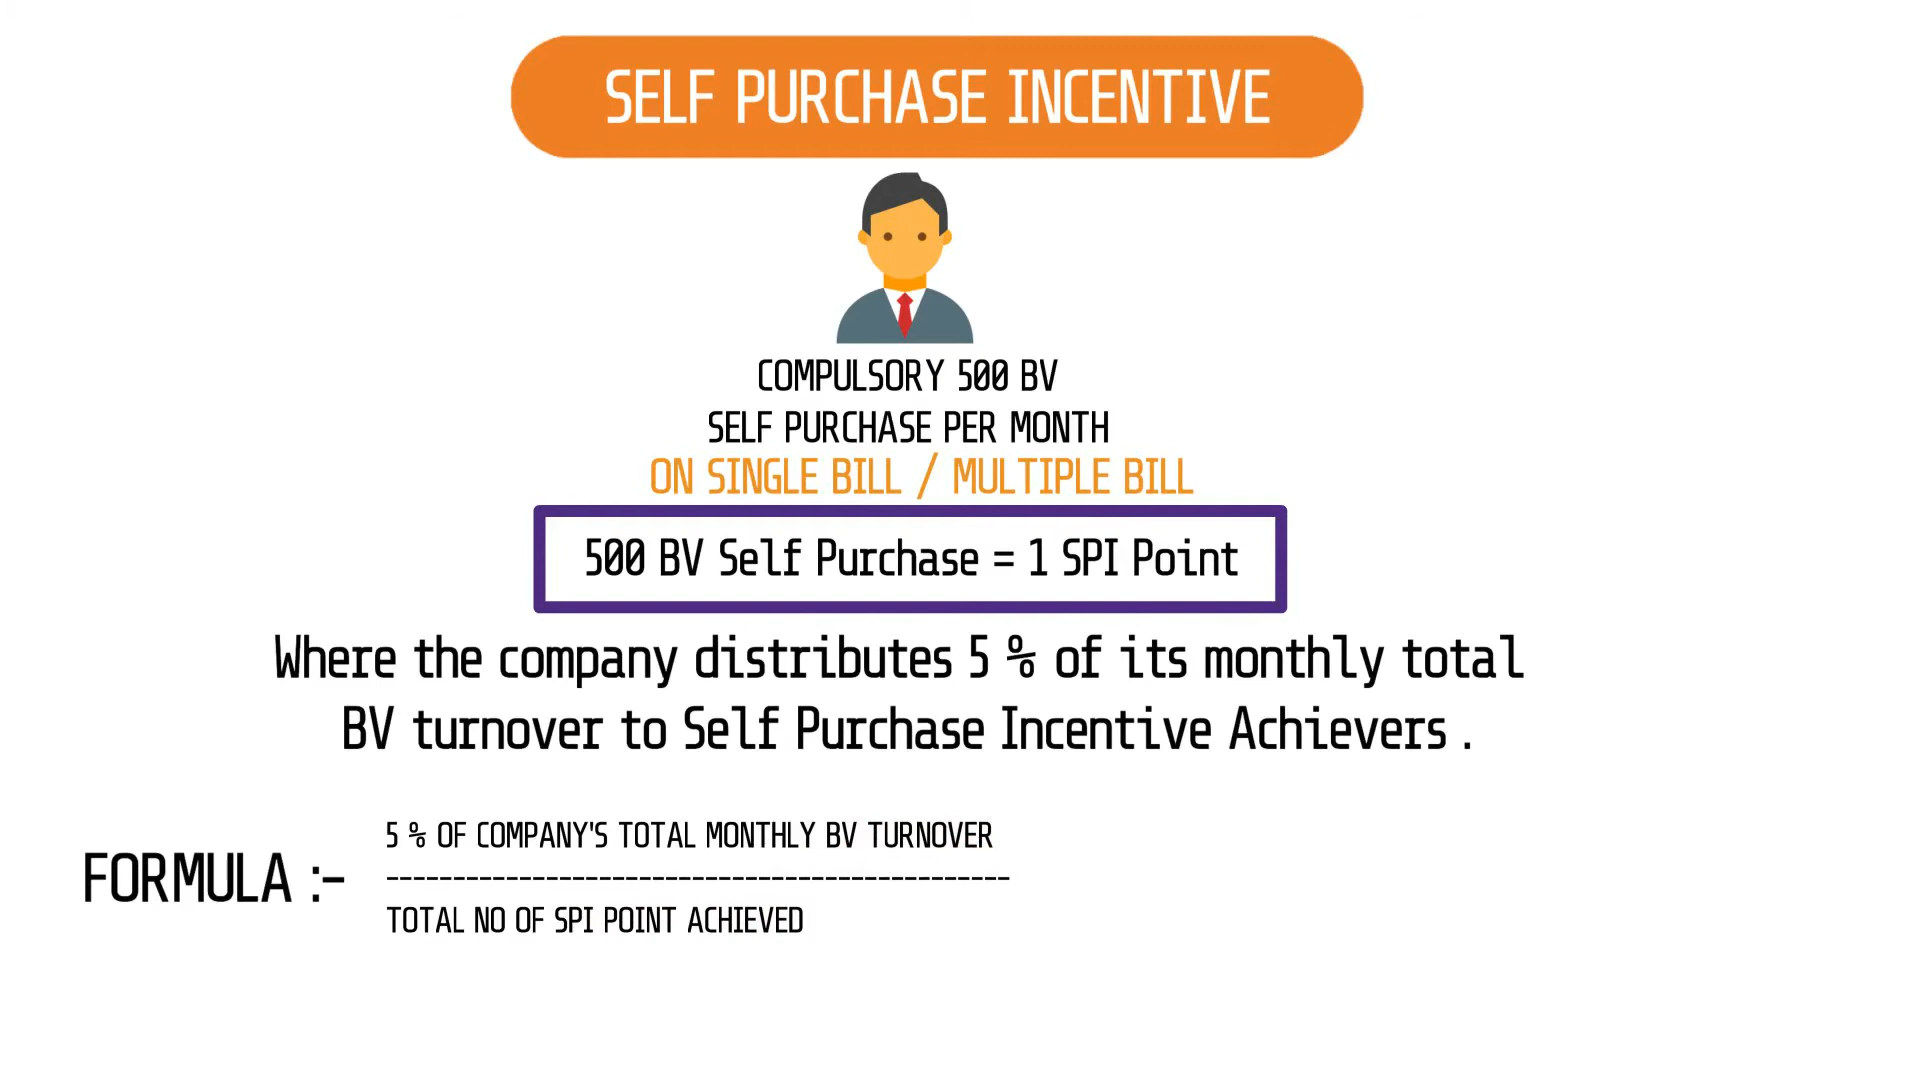 SELF PURCHASE INCENTIVE
COMPULSORY 500 BV
SELF PURCHASE PER MONTH
ON SINGLE BILL / MULTIPLE BILL
500 BV Self Purchase = 1 SPI Point
Where the company distributes 5 % of its monthly total
BV turnover to Self Purchase Incentive Achievers .
FORMULA :-
5 % OF COMPANY'S TOTAL MONTHLY BV TURNOVER
------------------------------------------------
TOTAL NO OF SPI POINT ACHIEVED